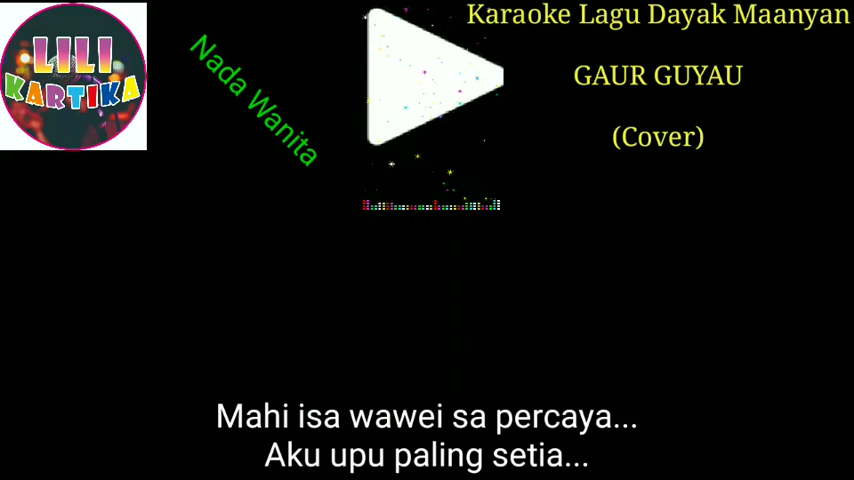 LILI
KARTIKA
Nada Wanita
Karaoke Lagu Dayak Maanyan
GAUR GUYAU
(Cover)
Mahi isa wawei sa percaya...
Aku upu paling setia...